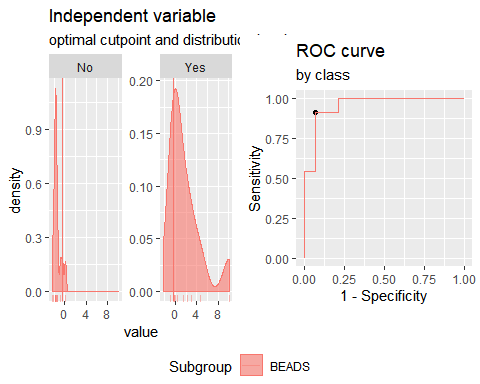 Independent variable
optimal cutpoint and distributio
No
Yes
density
0.0
0.3
0.6
0.9
0 4 8
0.00
0.05
0.10
0.15
0.20
0 4 8
value
ROC curve
by class
Sensitivity
1.00
0.75
0.50
0.25
0.00
0.00 0.25 0.50 0.75 1.00
1 - Specificity
Subgroup
BEADS